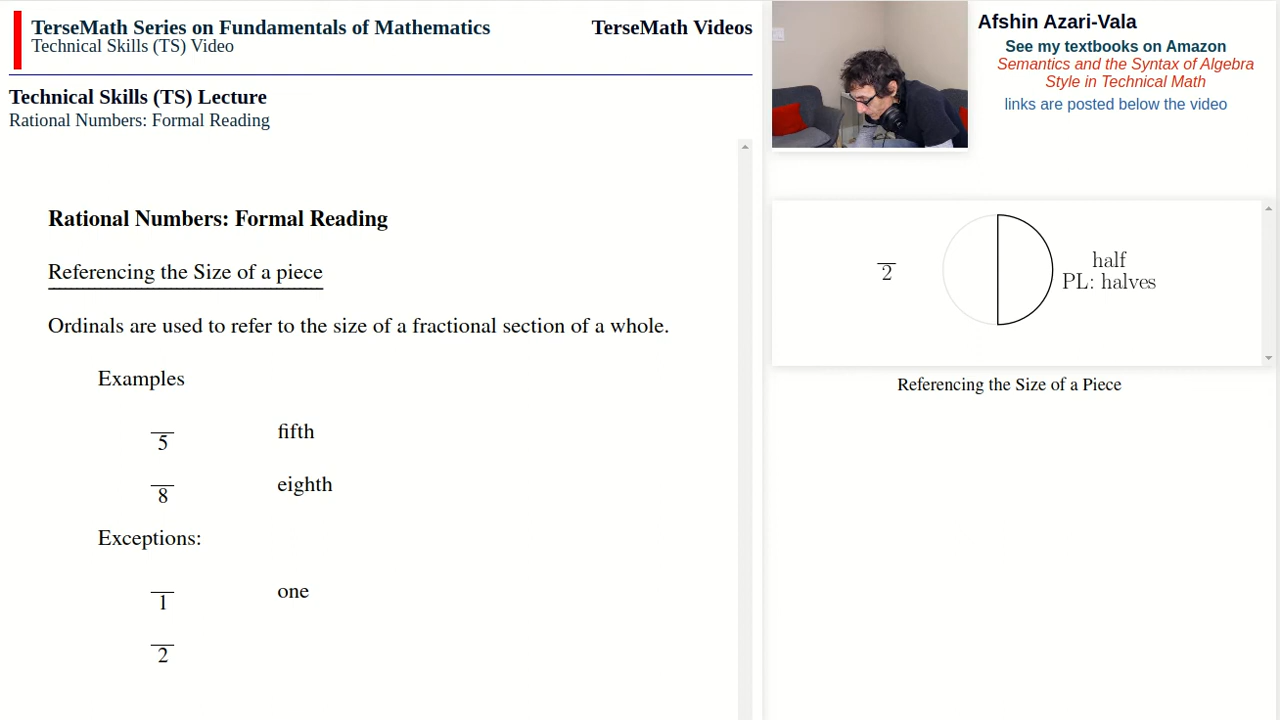 TerseMath Series on Fundamentals of Mathematics
TerseMath Videos
Technical Skills (TS) Video
Technical Skills (TS) Lecture
Rational Numbers: Formal Reading
Rational Numbers: Formal Reading
Referencing the Size of a piece
Ordinals are used to refer to the size of a fractional section of a whole.
Examples
5 fifth
8 eighth
Exceptions:
1 one
2
Afshin Azari-Vala
See my textbooks on Amazon
Semantics and the Syntax of Algebra
Style in Technical Math
links are posted below the video
2
half
PL: halves
Referencing the Size of a Piece